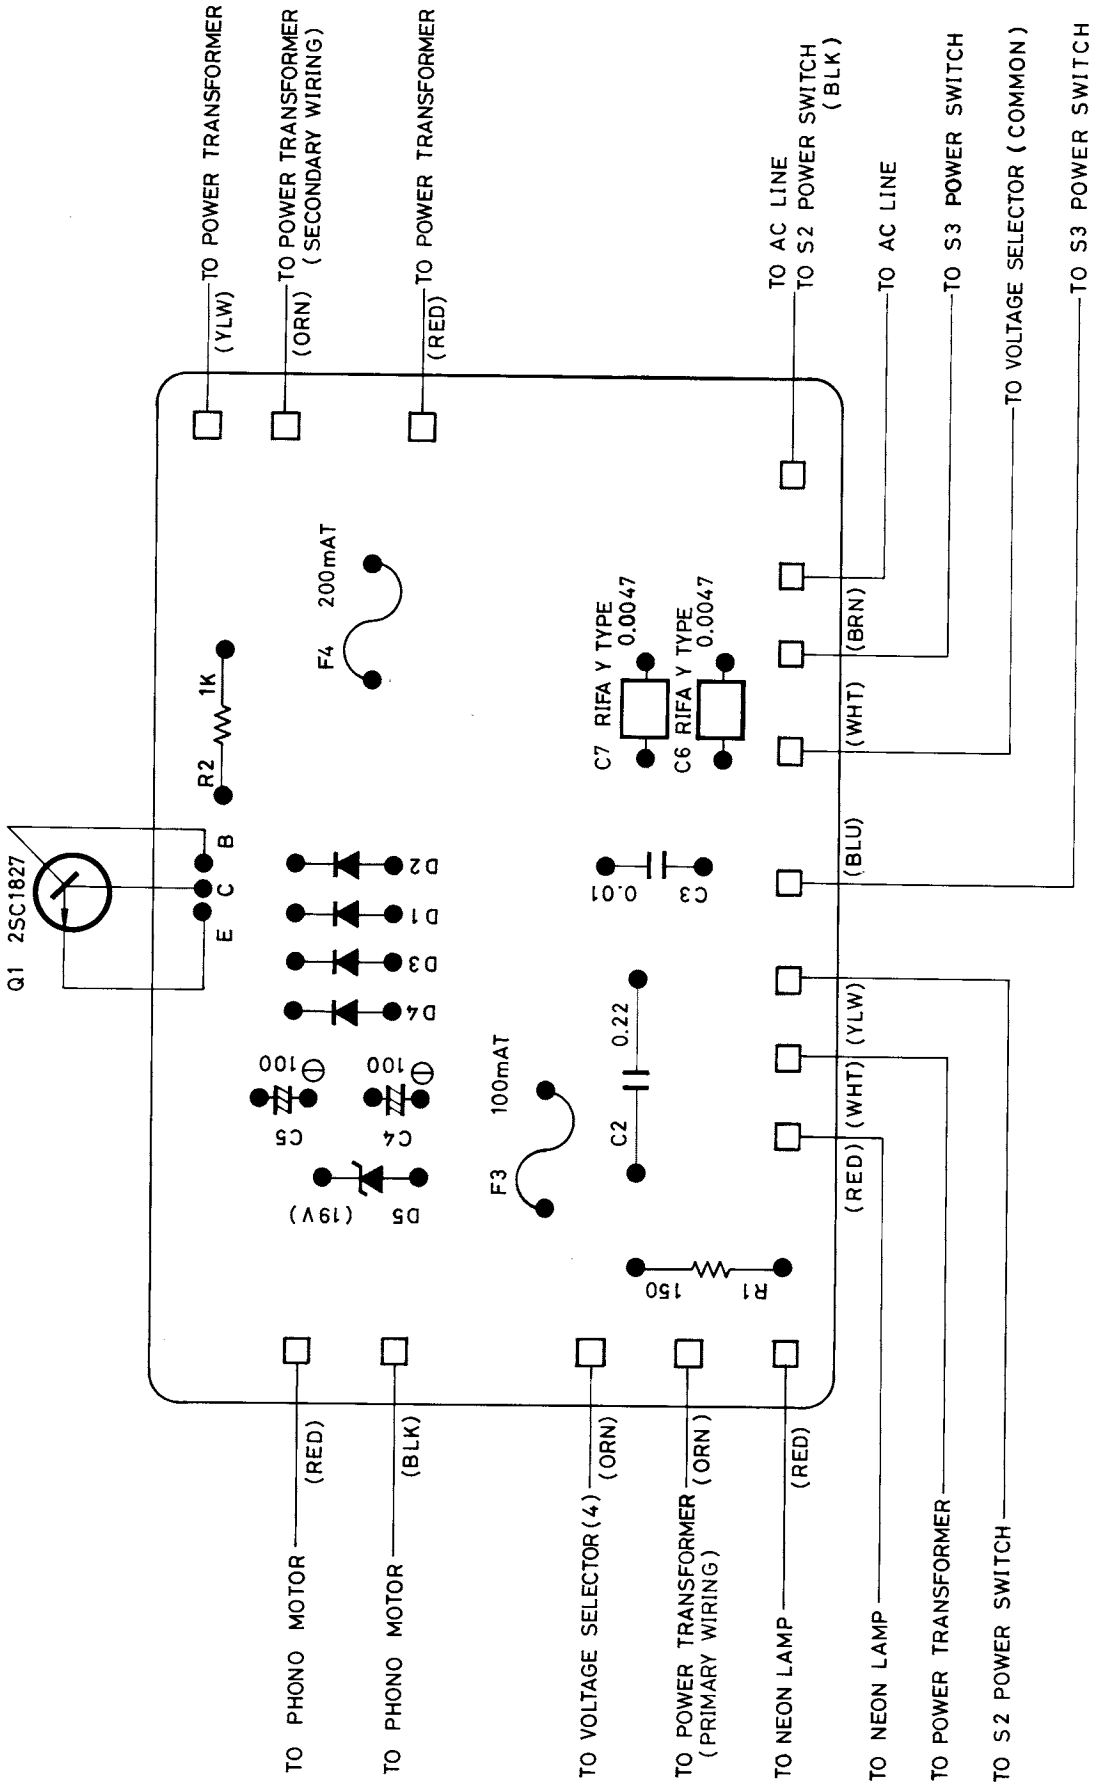 TO POWER TRANSFORMER
(YLW)
TO POWER TRANSFORMER
(SECONDARY WIRING)
(ORN)
TO POWER TRANSFORMER
(RED)
TO AC LINE
TO S2 POWER SWITCH
(BLK)
TO AC LINE
TO S3 POWER SWITCH
TO VOLTAGE SELECTOR (COMMON)
TO S3 POWER SWITCH
Q1 2SC1827
B
C
E
R2 1K
F4 200mAT
C7 RIFA Y TYPE
0.0047
C6 RIFA Y TYPE
0.0047
D2
D1
D3
D4
0.01
C3
100
C5
100
C4
(19V)
D5
F3 100mAT
C2 0.22
150
R1
(BRN)
(WHT)
(BLU)
(YLW)
(WHT)
(RED)
(RED)
TO PHONO MOTOR
(BLK)
TO PHONO MOTOR
(ORN)
TO VOLTAGE SELECTOR (4)
(ORN)
TO POWER TRANSFORMER
(PRIMARY WIRING)
(RED)
TO NEON LAMP
TO NEON LAMP
TO POWER TRANSFORMER
TO S2 POWER SWITCH